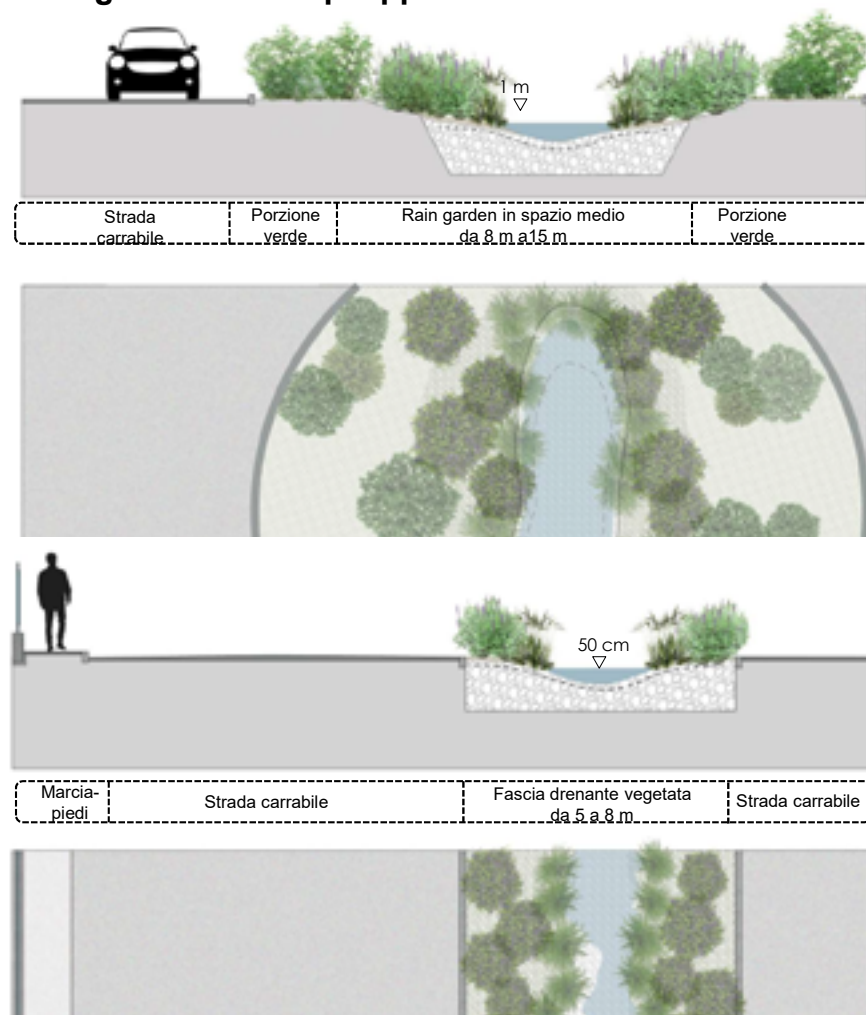 1 m
Strada
carrabile
Porzione
verde
Rain garden in spazio medio
da 8 m a15 m
Porzione
verde
50 cm
Marcia-
piedi
Strada carrabile
Fascia drenante vegetata
da 5 a 8 m
Strada carrabile